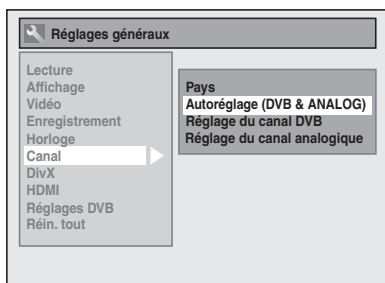 Réglages généraux
Lecture
Affichage
Vidéo
Enregistrement
Horloge
Canal
DivX
HDMI
Réglages DVB
Réin. tout
Pays
Autoréglage (DVB & ANALOG)
Réglage du canal DVB
Réglage du canal analogique